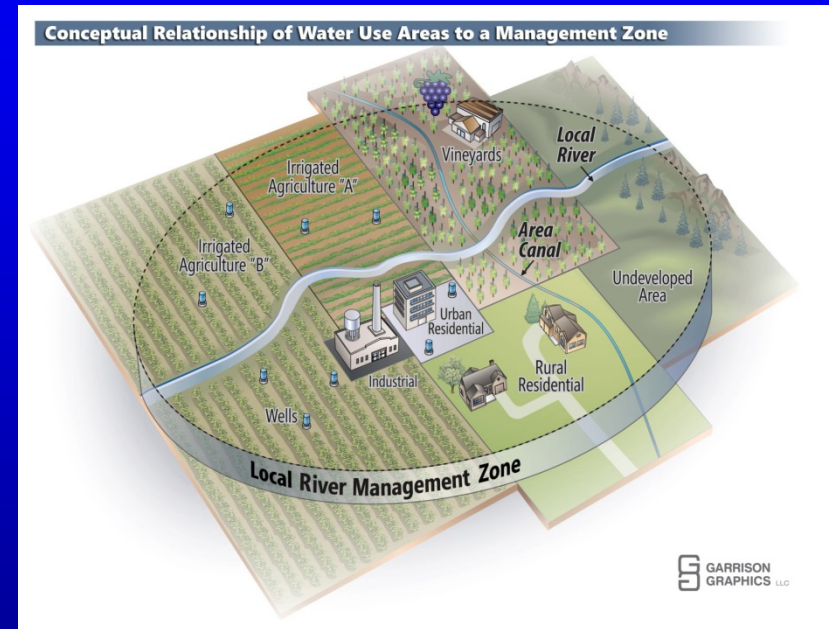 Conceptual Relationship of Water Use Areas to a Management Zone
Vineyards
Local
River
Irrigated
Agriculture "A"
Area
Canal
Irrigated
Agriculture "B"
Undeveloped
Area
Urban
Residential
Industrial
Rural
Residential
Wells
Local River Management Zone
GARRISON
GRAPHICS LLC